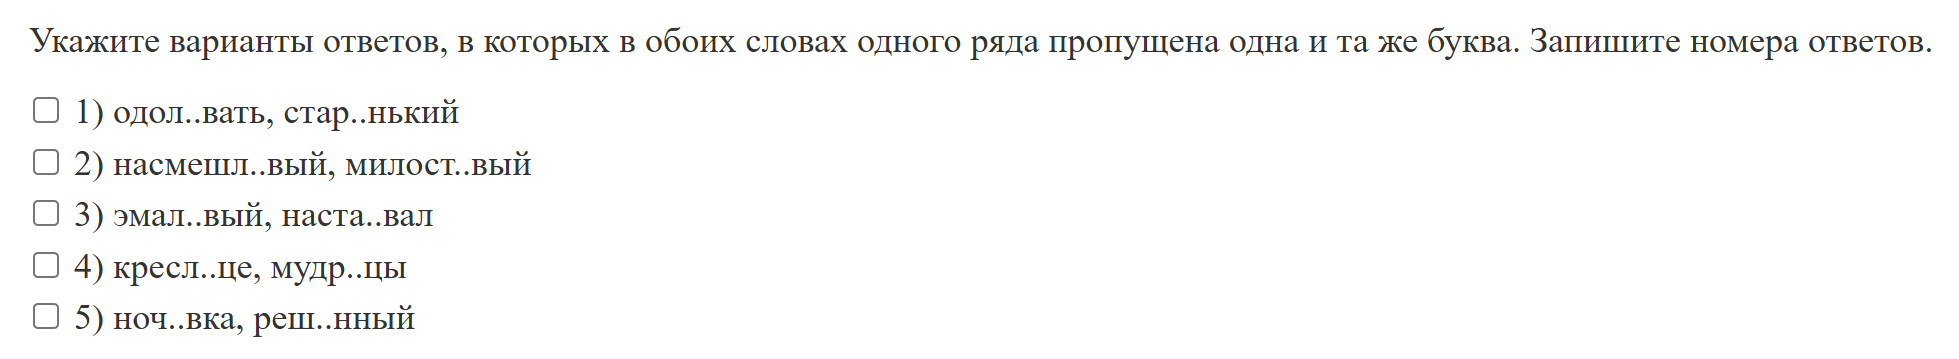 Укажите варианты ответов, в которых в обоих словах одного ряда пропущена одна и та же буква. Запишите номера ответов.
1) одол..вать, стар..нький
2) насмешл..вый, милост..вый
3) эмал..вый, наста..вал
4) кресл..це, мудр..цы
5) ноч..вка, реш..нный